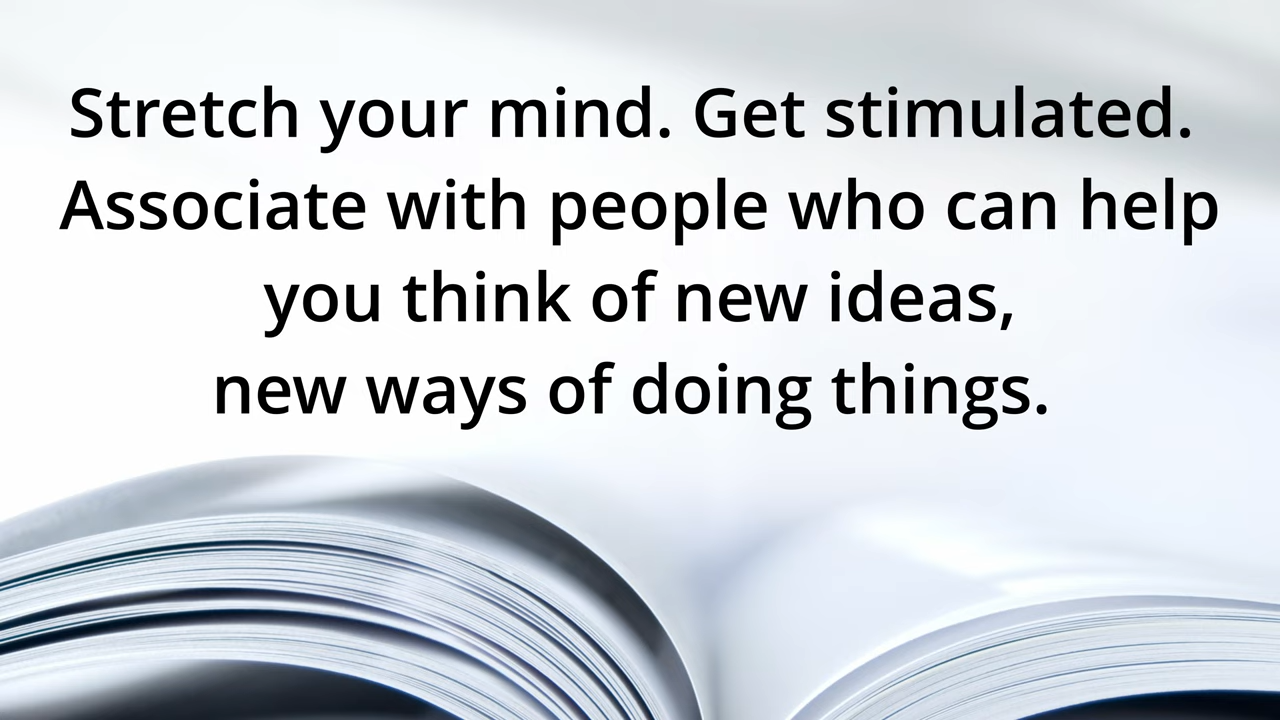 Stretch your mind. Get stimulated.
Associate with people who can help
you think of new ideas,
new ways of doing things.